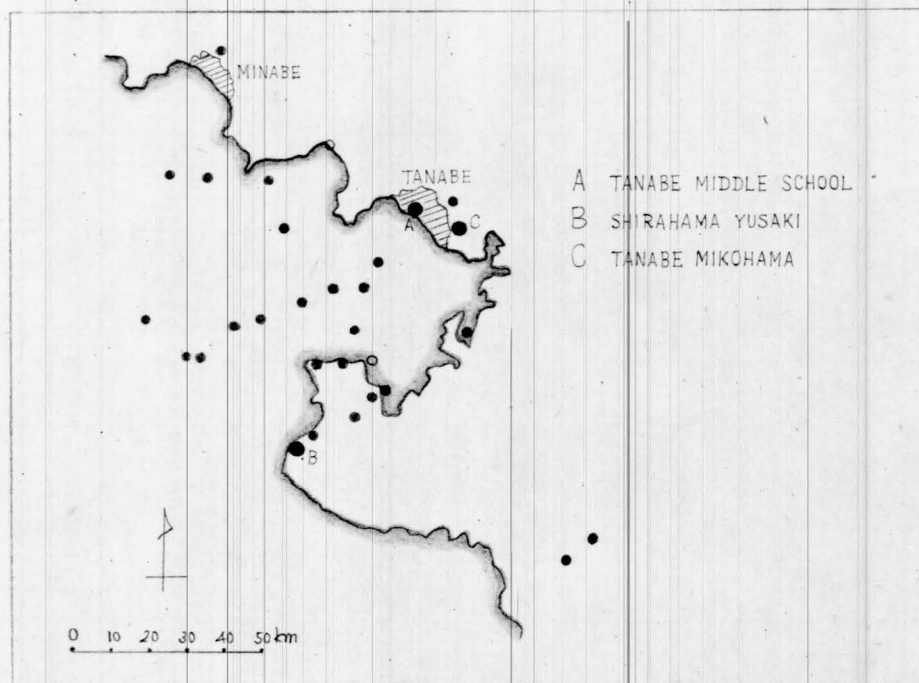 MINABE
TANABE
A TANABE MIDDLE SCHOOL
A
C
B SHIRAHAMA YUSAKI
C TANABE MIKOHAMA
B
0 10 20 30 40 50 km